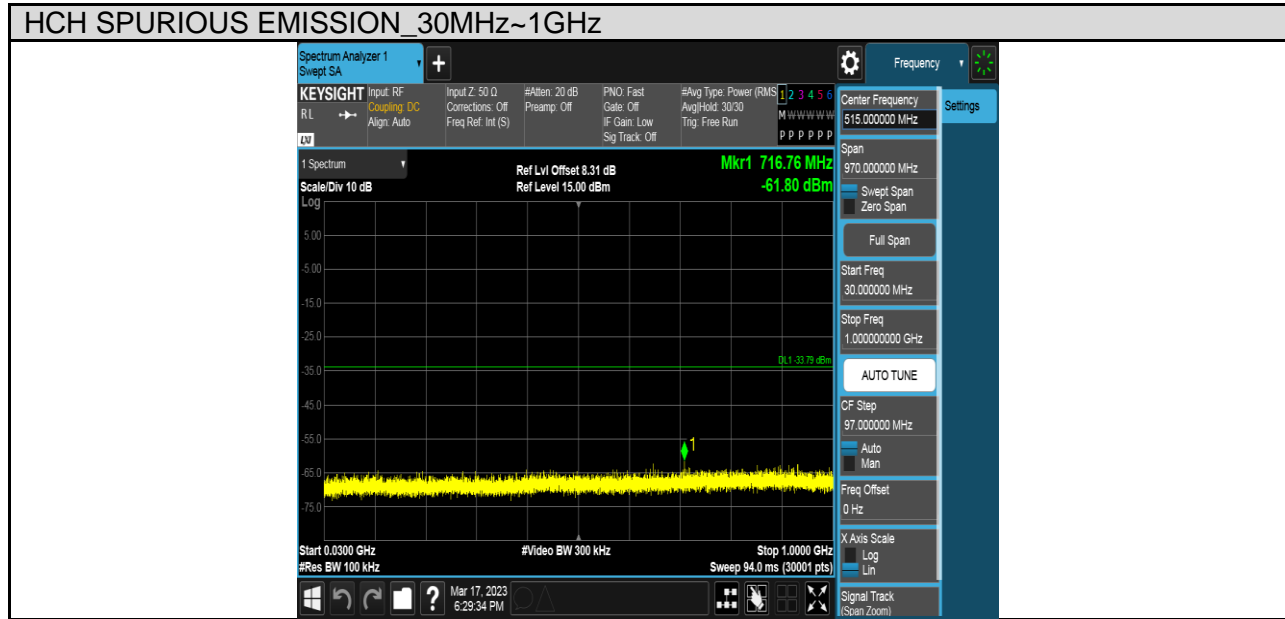 HCH SPURIOUS EMISSION_30MHz~1GHz
Spectrum Analyzer 1
Swept SA
+
Frequency
KEYSIGHT
RL
LXI
Input: RF
Coupling: DC
Align: Auto
Input Z: 50 Ω
Corrections: Off
Freq Ref: Int (S)
#Atten: 20 dB
Preamp: Off
PNO: Fast
Gate: Off
IF Gain: Low
Sig Track: Off
#Avg Type: Power (RMS
Avg|Hold: 30/30
Trig: Free Run
1 2 3 4 5 6
M W W W W W
P P P P P P
Settings
1 Spectrum
Scale/Div 10 dB
Log
Ref Lvl Offset 8.31 dB
Ref Level 15.00 dBm
Mkr1 716.76 MHz
-61.80 dBm
5.00
-5.00
-15.0
-25.0
DL1 -33.79 dBm
-35.0
-45.0
-55.0
1
-65.0
-75.0
Start 0.0300 GHz
#Res BW 100 kHz
#Video BW 300 kHz
Stop 1.0000 GHz
Sweep 94.0 ms (30001 pts)
?
Mar 17, 2023
6:29:34 PM
Center Frequency
515.000000 MHz
Span
970.000000 MHz
Swept Span
Zero Span
Full Span
Start Freq
30.000000 MHz
Stop Freq
1.000000000 GHz
AUTO TUNE
CF Step
97.000000 MHz
Auto
Man
Freq Offset
0 Hz
X Axis Scale
Log
Lin
Signal Track
(Span Zoom)